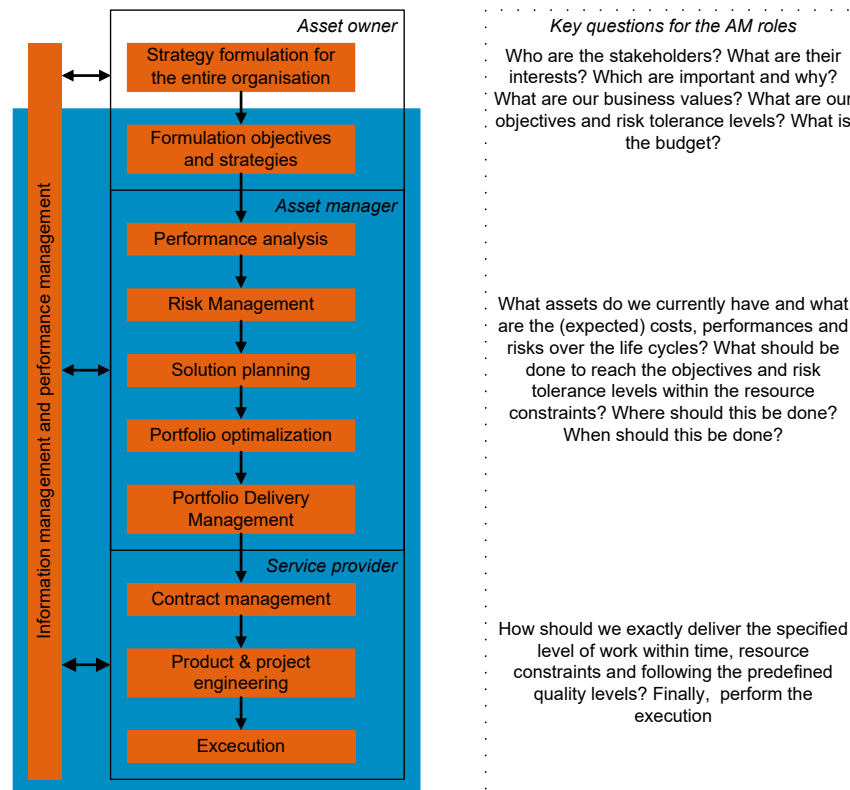 Asset owner
Strategy formulation for
the entire organisation
Formulation objectives
and strategies
Asset manager
Performance analysis
Risk Management
Solution planning
Portfolio optimalization
Portfolio Delivery
Management
Service provider
Contract management
Product & project
engineering
Excecution
Information management and performance management
Key questions for the AM roles
Who are the stakeholders? What are their
interests? Which are important and why?
What are our business values? What are our
objectives and risk tolerance levels? What is
the budget?
What assets do we currently have and what
are the (expected) costs, performances and
risks over the life cycles? What should be
done to reach the objectives and risk
tolerance levels within the resource
constraints? Where should this be done?
When should this be done?
How should we exactly deliver the specified
level of work within time, resource
constraints and following the predefined
quality levels? Finally, perform the
execution